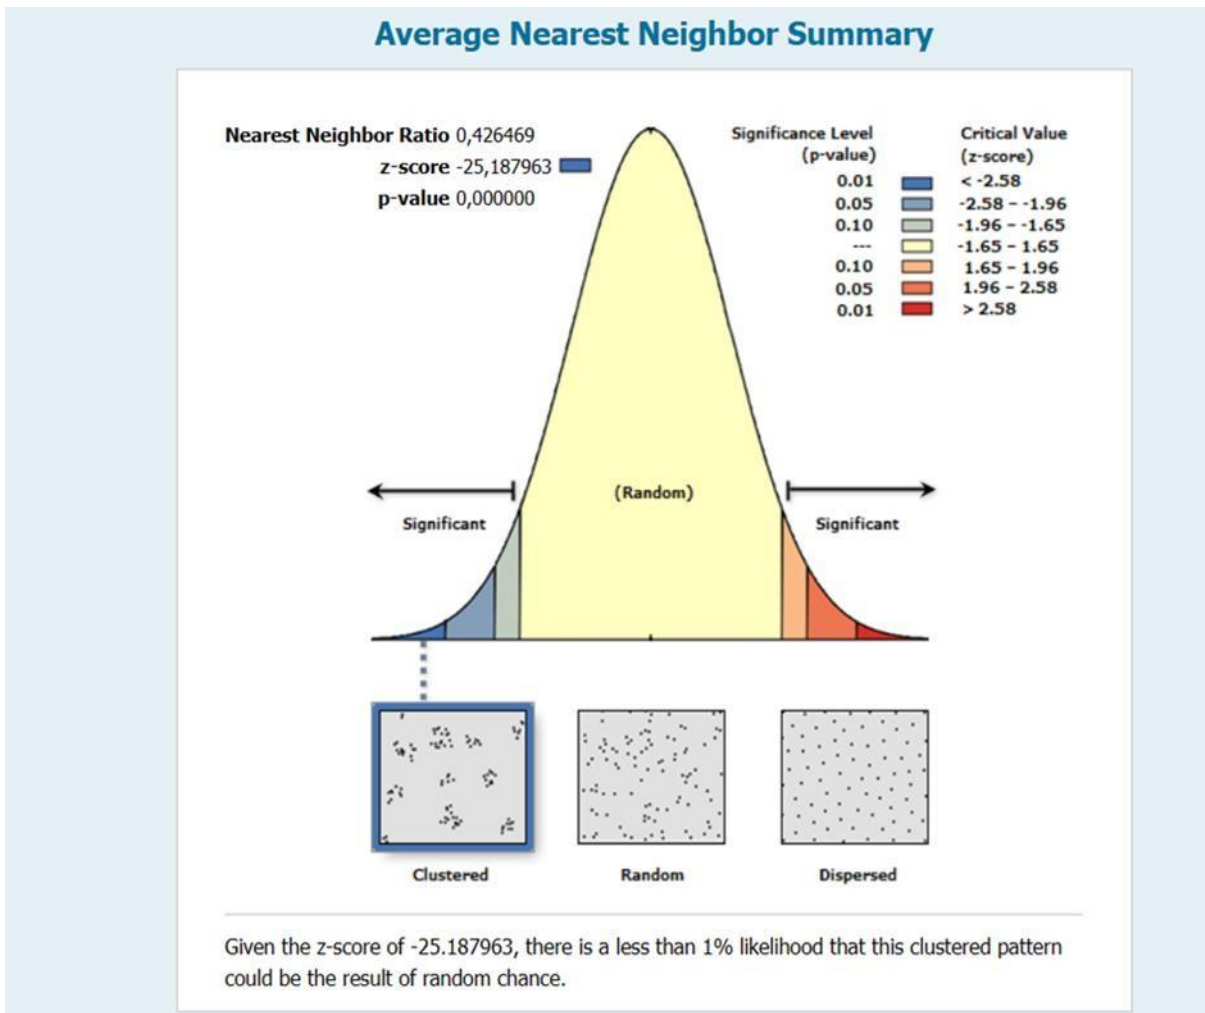 Average Nearest Neighbor Summary
Nearest Neighbor Ratio 0,426469
z-score -25,187963
p-value 0,000000
Significance Level (p-value) Critical Value (z-score)
0.01 < -2.58
0.05 -2.58 - -1.96
0.10 -1.96 - -1.65
--- -1.65 - 1.65
0.10 1.65 - 1.96
0.05 1.96 - 2.58
0.01 > 2.58
(Random)
Significant Significant
Clustered Random Dispersed
Given the z-score of -25.187963, there is a less than 1% likelihood that this clustered pattern
could be the result of random chance.